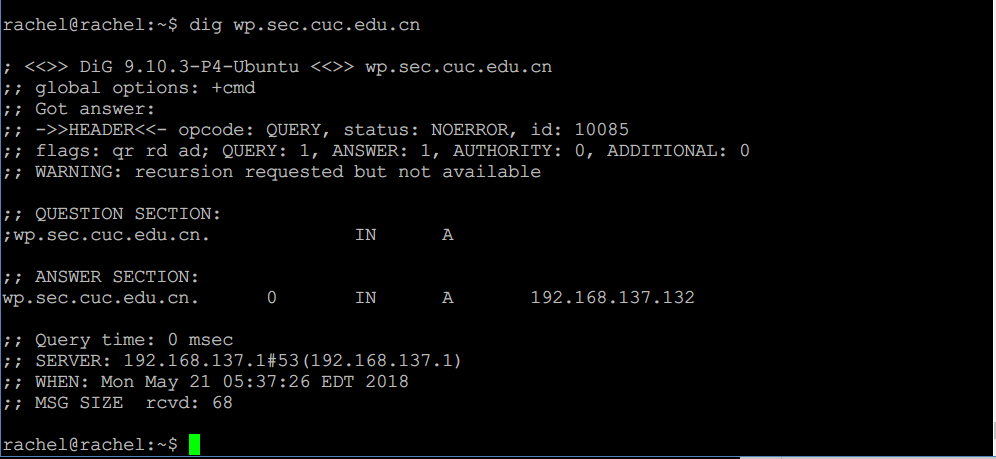 rachel@rachel:~$ dig wp.sec.cuc.edu.cn
; <<>> DiG 9.10.3-P4-Ubuntu <<>> wp.sec.cuc.edu.cn
;; global options: +cmd
;; Got answer:
;; ->>HEADER<<- opcode: QUERY, status: NOERROR, id: 10085
;; flags: qr rd ad; QUERY: 1, ANSWER: 1, AUTHORITY: 0, ADDITIONAL: 0
;; WARNING: recursion requested but not available
;; QUESTION SECTION:
;wp.sec.cuc.edu.cn. IN A
;; ANSWER SECTION:
wp.sec.cuc.edu.cn. 0 IN A 192.168.137.132
;; Query time: 0 msec
;; SERVER: 192.168.137.1#53(192.168.137.1)
;; WHEN: Mon May 21 05:37:26 EDT 2018
;; MSG SIZE  rcvd: 68
rachel@rachel:~$